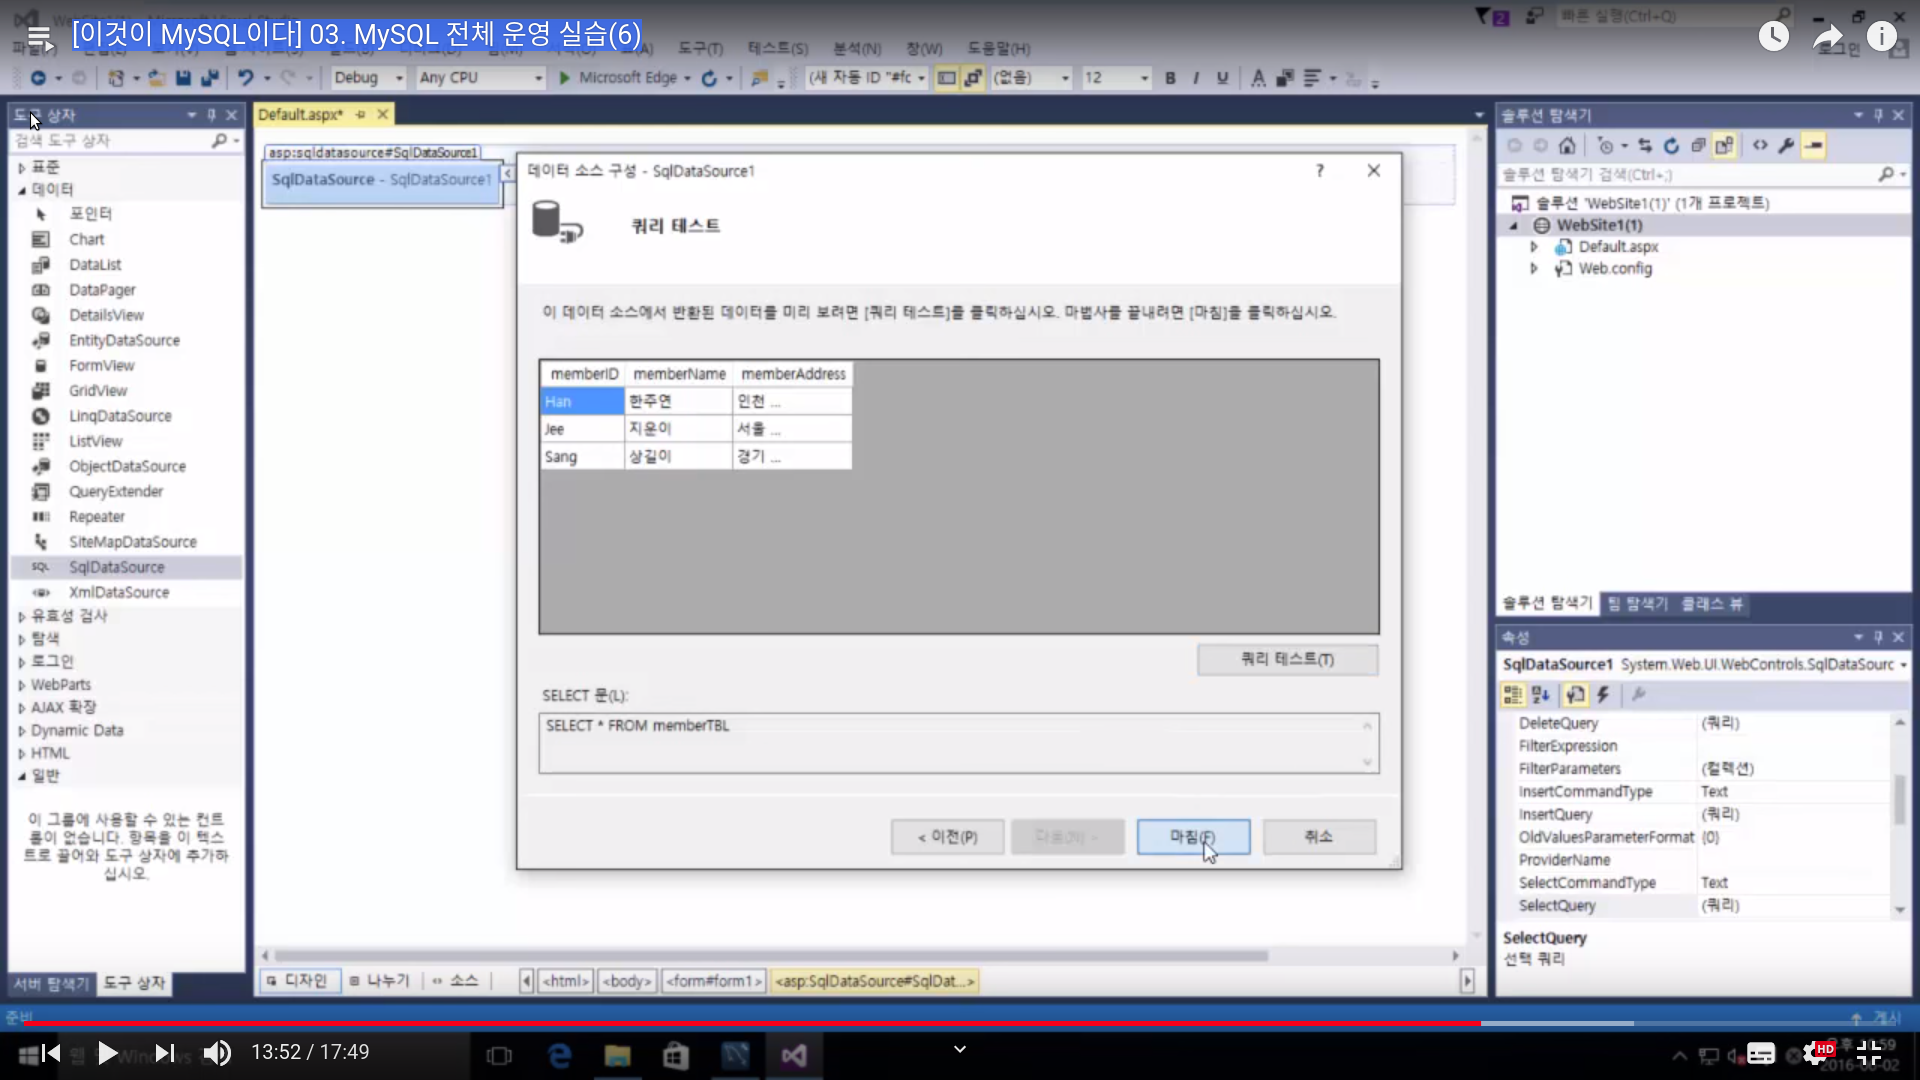 [이것이 MySQL이다] 03. MySQL 전체 운영 실습(6)
빠른 실행(Ctrl+Q)
2
도구(T) 테스트(S) 분석(N) 창(W) 도움말(H)
로그인
Debug Any CPU Microsoft Edge (새 자동 ID "#fc (없음) 12 B I U A
도구 상자
검색 도구 상자
표준
데이터
포인터
Chart
DataList
DataPager
DetailsView
EntityDataSource
FormView
GridView
LinqDataSource
ListView
ObjectDataSource
QueryExtender
Repeater
SiteMapDataSource
SQL SqlDataSource
XmlDataSource
유효성 검사
탐색
로그인
WebParts
AJAX 확장
Dynamic Data
HTML
일반
이 그룹에 사용할 수 있는 컨트
롤이 없습니다. 항목을 이 텍스
트로 끌어와 도구 상자에 추가하
십시오.
서버 탐색기 도구 상자
Default.aspx*
asp:sqldatasource#SqlDataSource1
SqlDataSource - SqlDataSource1
데이터 소스 구성 - SqlDataSource1
?
쿼리 테스트
이 데이터 소스에서 반환된 데이터를 미리 보려면 [쿼리 테스트]를 클릭하십시오. 마법사를 끝내려면 [마침]을 클릭하십시오.
memberID memberName memberAddress
Han 한주연 인천 ...
Jee 지운이 서울 ...
Sang 상길이 경기 ...
쿼리 테스트(T)
SELECT 문(L):
SELECT * FROM memberTBL
< 이전(P) 다음(N) > 마침(F) 취소
디자인 나누기 소스 <html> <body> <form#form1> <asp:SqlDataSource#SqlDat...>
솔루션 탐색기
솔루션 탐색기 검색(Ctrl+;)
솔루션 'WebSite1(1)' (1개 프로젝트)
WebSite1(1)
Default.aspx
Web.config
솔루션 탐색기 팀 탐색기 클래스 뷰
속성
SqlDataSource1 System.Web.UI.WebControls.SqlDataSourc
DeleteQuery (쿼리)
FilterExpression
FilterParameters (컬렉션)
InsertCommandType Text
InsertQuery (쿼리)
OldValuesParameterFormat {0}
ProviderName
SelectCommandType Text
SelectQuery (쿼리)
SelectQuery
선택 쿼리
준비
게시
13:52 / 17:49
HD